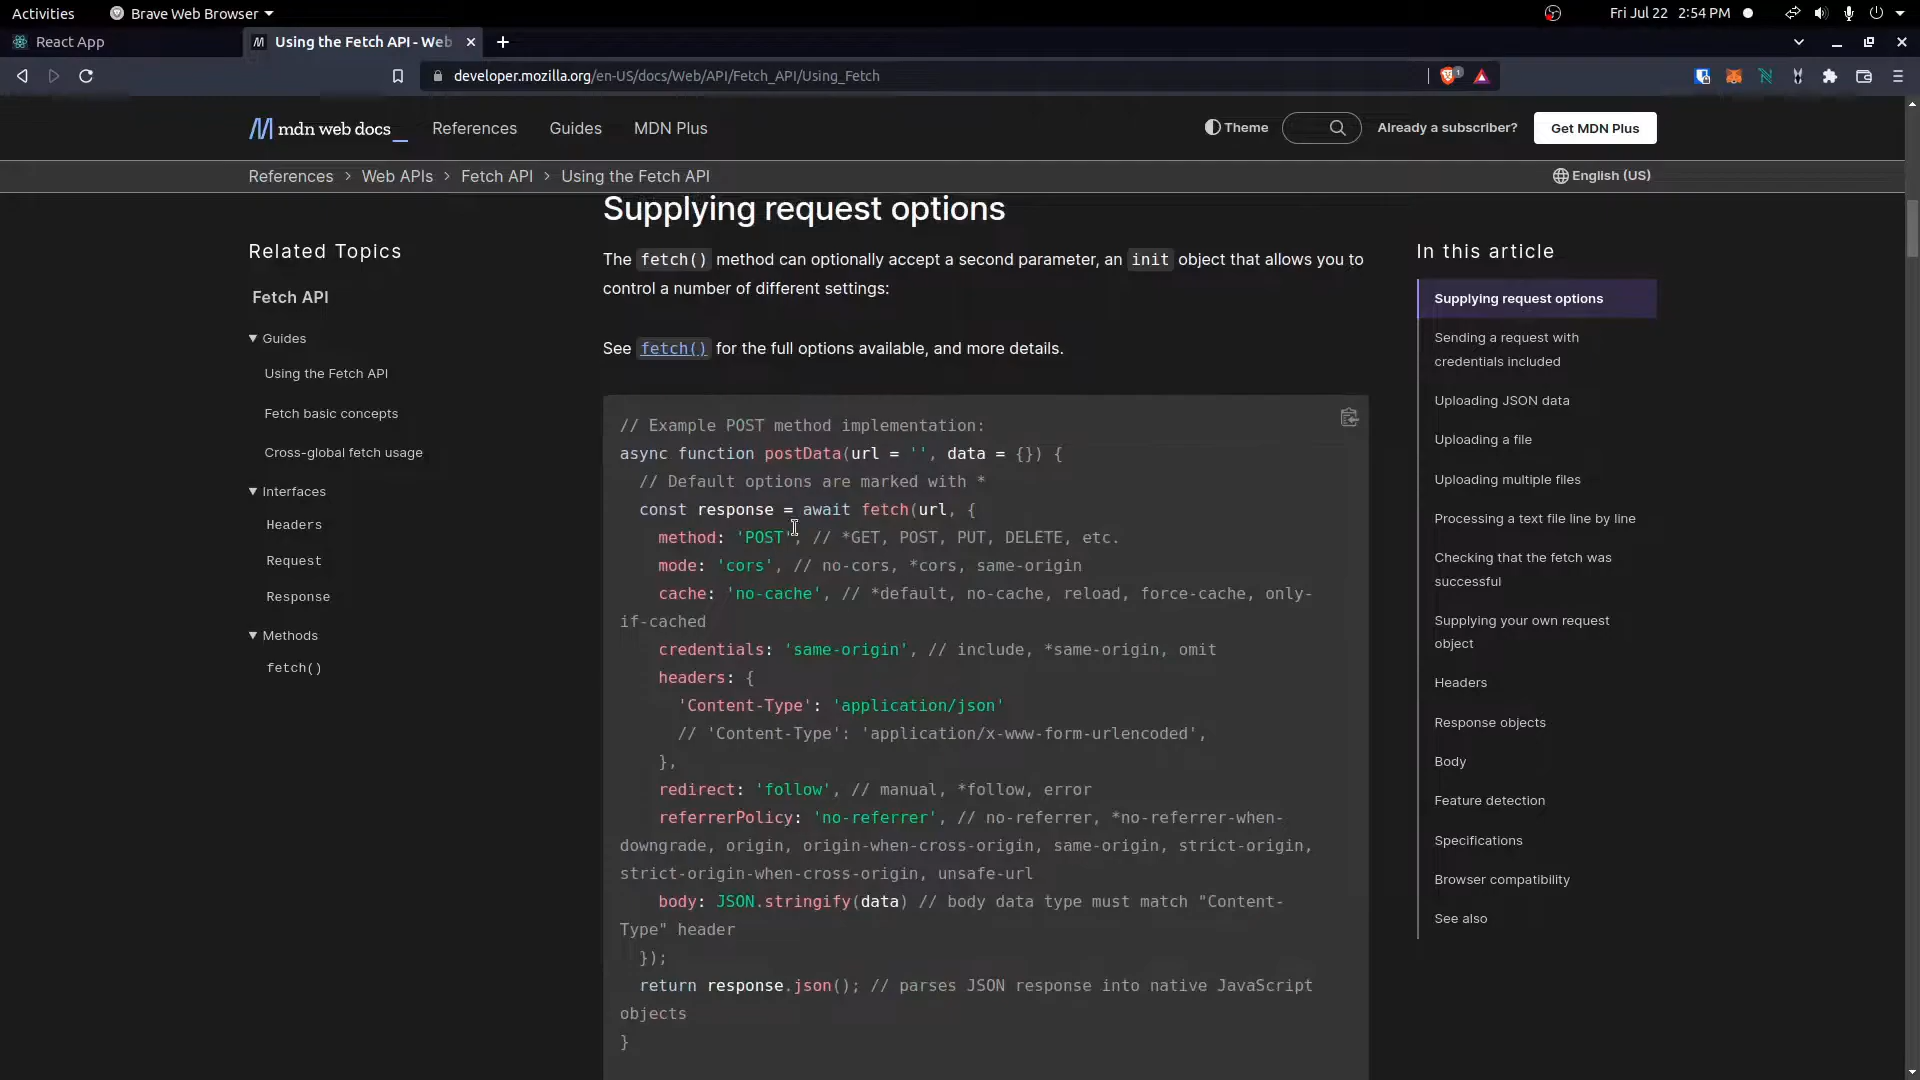 Activities
Brave Web Browser
Fri Jul 22 2:54 PM
React App
Using the Fetch API - Web
developer.mozilla.org/en-US/docs/Web/API/Fetch_API/Using_Fetch
1
mdn web docs_
References
Guides
MDN Plus
Theme
Already a subscriber?
Get MDN Plus
References > Web APIs > Fetch API > Using the Fetch API
English (US)
Related Topics
Fetch API
Guides
Using the Fetch API
Fetch basic concepts
Cross-global fetch usage
Interfaces
Headers
Request
Response
Methods
fetch()
Supplying request options
The fetch() method can optionally accept a second parameter, an init object that allows you to
control a number of different settings:
See fetch() for the full options available, and more details.
// Example POST method implementation:
async function postData(url = '', data = {}) {
  // Default options are marked with *
  const response = await fetch(url, {
    method: 'POST', // *GET, POST, PUT, DELETE, etc.
    mode: 'cors', // no-cors, *cors, same-origin
    cache: 'no-cache', // *default, no-cache, reload, force-cache, only-
if-cached
    credentials: 'same-origin', // include, *same-origin, omit
    headers: {
      'Content-Type': 'application/json'
      // 'Content-Type': 'application/x-www-form-urlencoded',
    },
    redirect: 'follow', // manual, *follow, error
    referrerPolicy: 'no-referrer', // no-referrer, *no-referrer-when-
downgrade, origin, origin-when-cross-origin, same-origin, strict-origin,
strict-origin-when-cross-origin, unsafe-url
    body: JSON.stringify(data) // body data type must match "Content-
Type" header
  });
  return response.json(); // parses JSON response into native JavaScript
objects
}
In this article
Supplying request options
Sending a request with
credentials included
Uploading JSON data
Uploading a file
Uploading multiple files
Processing a text file line by line
Checking that the fetch was
successful
Supplying your own request
object
Headers
Response objects
Body
Feature detection
Specifications
Browser compatibility
See also